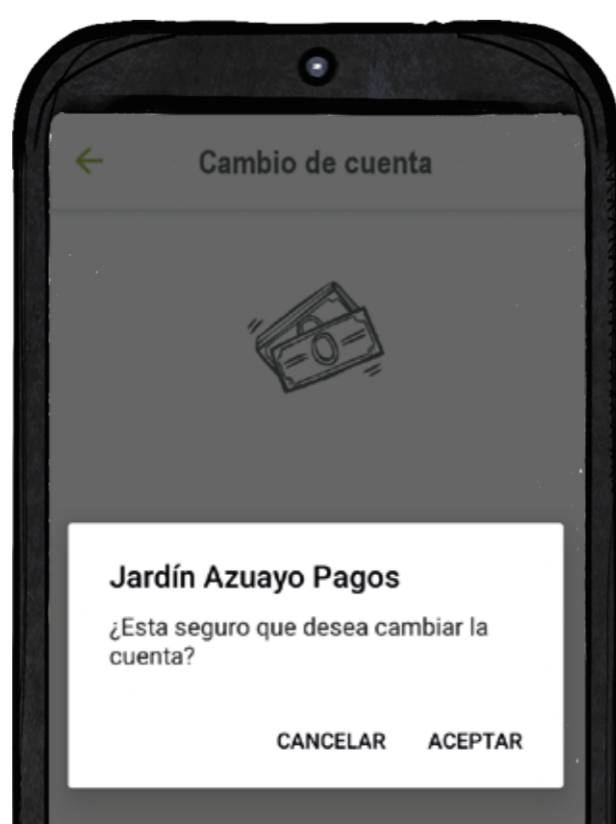 Cambio de cuenta
Jardín Azuayo Pagos
¿Esta seguro que desea cambiar la
cuenta?
CANCELAR ACEPTAR